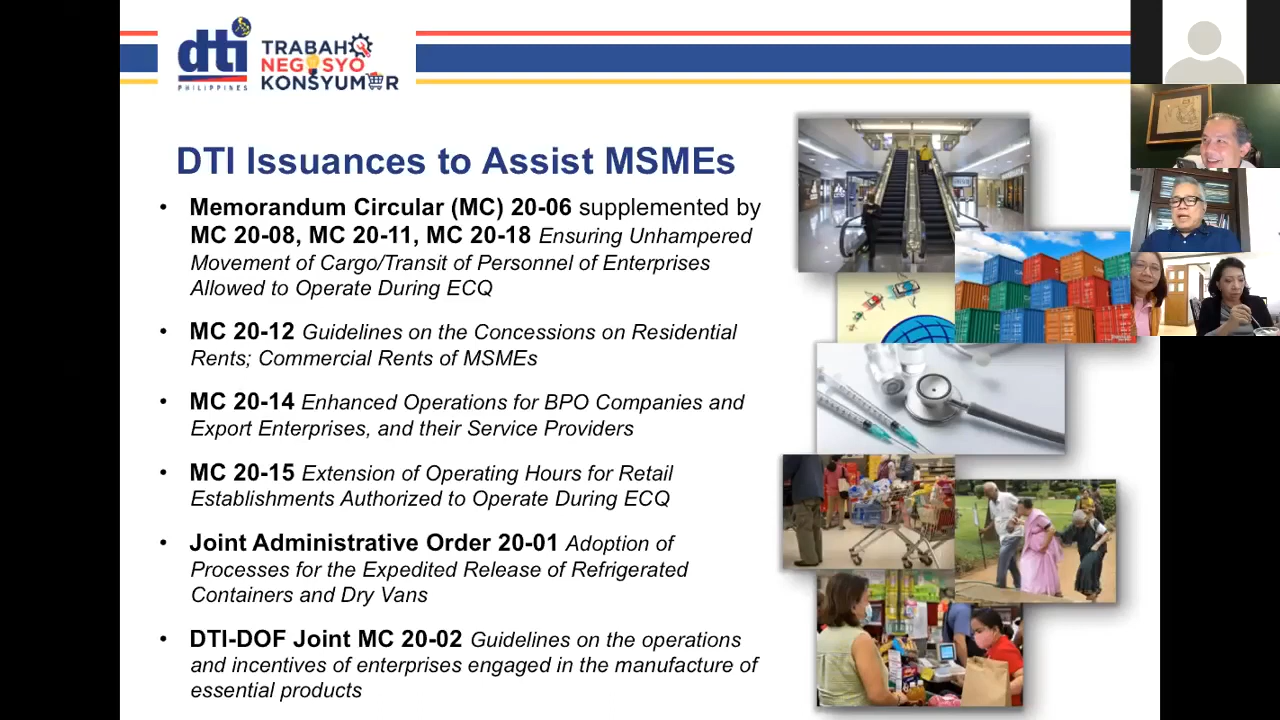 dti
PHILIPPINES
TRABAHO
NEGOSYO
KONSYUMER
DTI Issuances to Assist MSMEs
• Memorandum Circular (MC) 20-06 supplemented by
MC 20-08, MC 20-11, MC 20-18 Ensuring Unhampered
Movement of Cargo/Transit of Personnel of Enterprises
Allowed to Operate During ECQ
• MC 20-12 Guidelines on the Concessions on Residential
Rents; Commercial Rents of MSMEs
• MC 20-14 Enhanced Operations for BPO Companies and
Export Enterprises, and their Service Providers
• MC 20-15 Extension of Operating Hours for Retail
Establishments Authorized to Operate During ECQ
• Joint Administrative Order 20-01 Adoption of
Processes for the Expedited Release of Refrigerated
Containers and Dry Vans
• DTI-DOF Joint MC 20-02 Guidelines on the operations
and incentives of enterprises engaged in the manufacture of
essential products